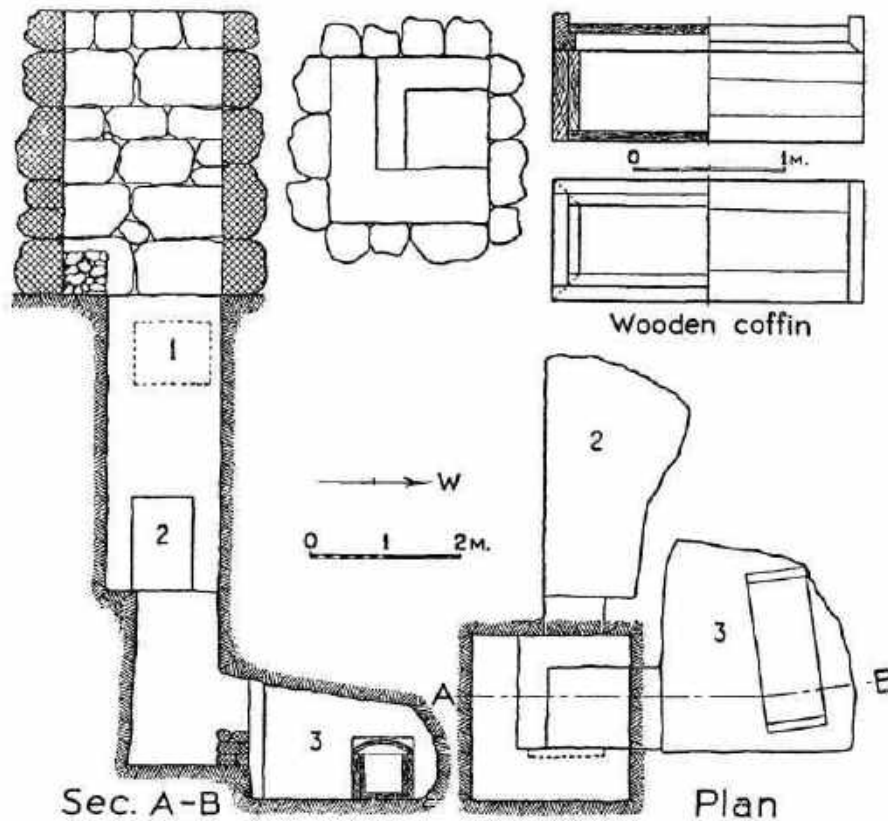 0 1M.
Wooden coffin
1
2
W
0 1 2M.
3
Sec. A-B
2
3
A B
Plan